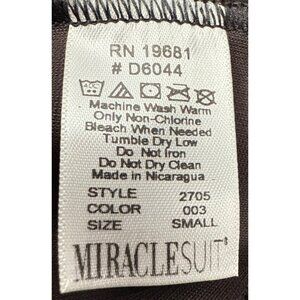 RN 19681
# D6044
Machine Wash Warm
Only Non-Chlorine
Bleach When Needed
Tumble Dry Low
Do Not Iron
Do Not Dry Clean
Made in Nicaragua
STYLE 2705
COLOR 003
SIZE SMALL
MIRACLESUIT®